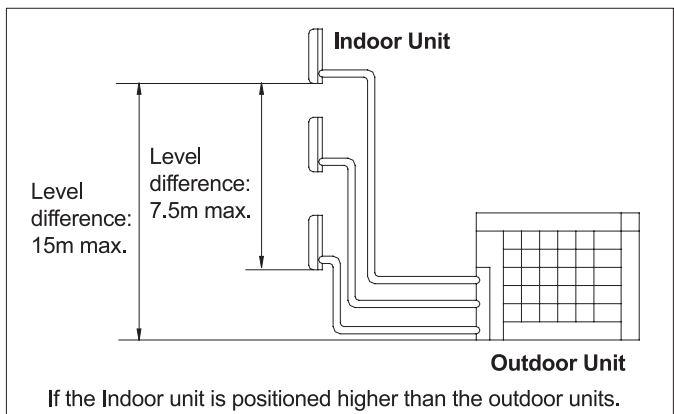 Indoor Unit
Level
difference:
7.5m max.
Level
difference:
15m max.
Outdoor Unit
If the Indoor unit is positioned higher than the outdoor units.